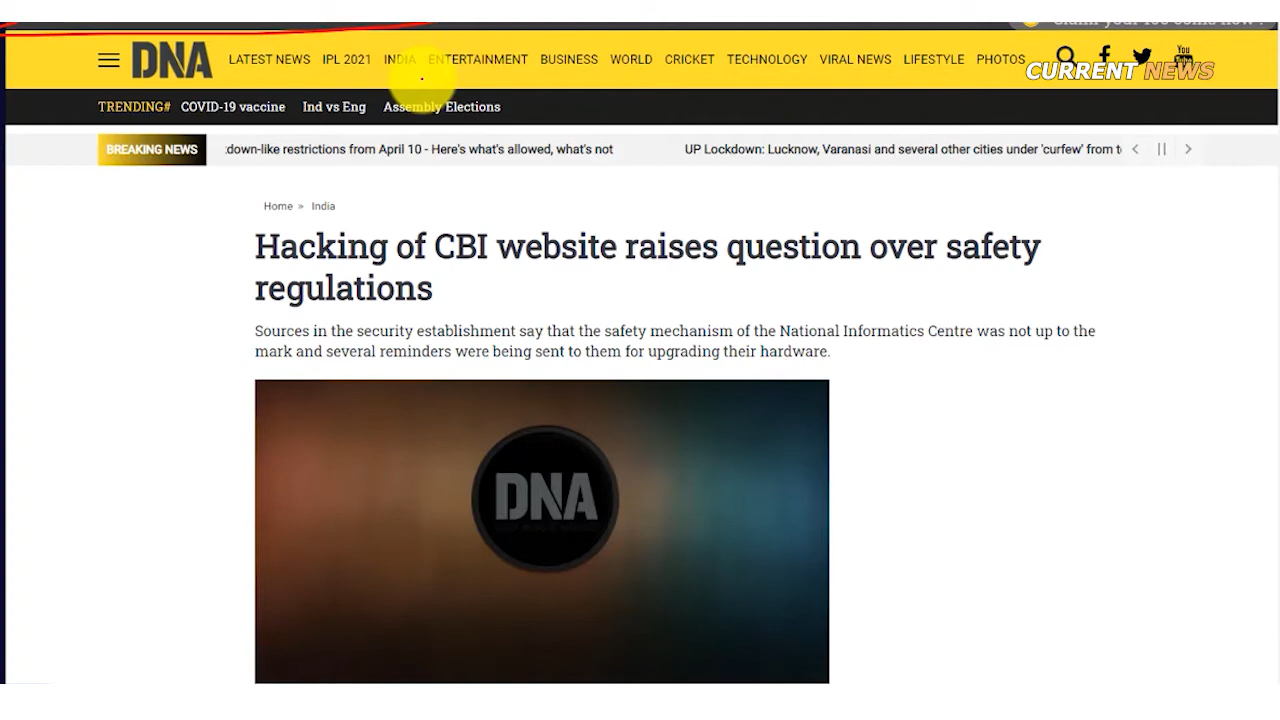 DNA
LATEST NEWS IPL 2021 INDIA ENTERTAINMENT BUSINESS WORLD CRICKET TECHNOLOGY VIRAL NEWS LIFESTYLE PHOTOS
You
CURRENT NEWS
TRENDING# COVID-19 vaccine Ind vs Eng Assembly Elections
BREAKING NEWS down-like restrictions from April 10 - Here's what's allowed, what's not UP Lockdown: Lucknow, Varanasi and several other cities under 'curfew' from
Home » India
Hacking of CBI website raises question over safety
regulations
Sources in the security establishment say that the safety mechanism of the National Informatics Centre was not up to the
mark and several reminders were being sent to them for upgrading their hardware.
DNA